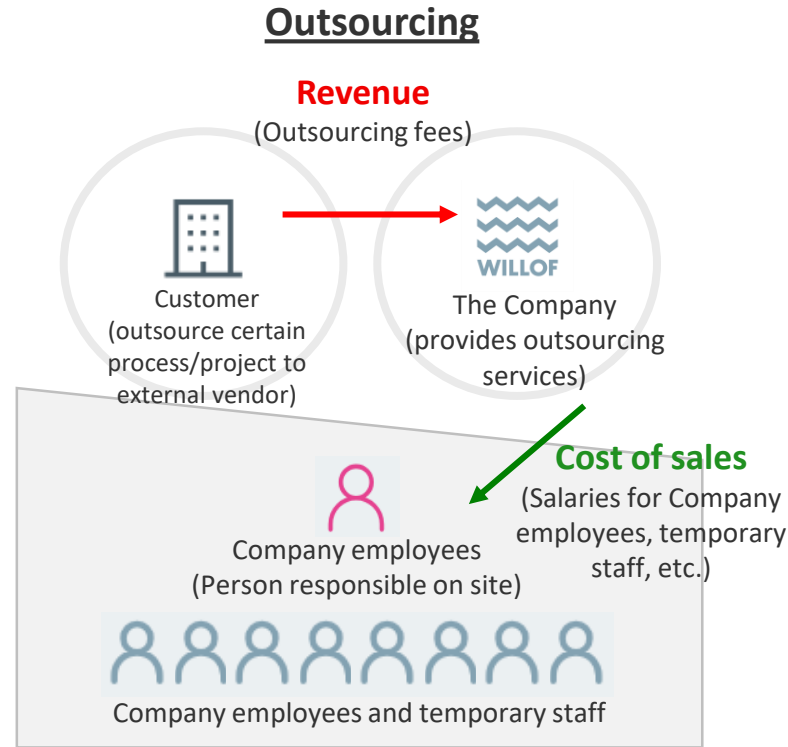 Outsourcing
Revenue
(Outsourcing fees)
WILLOF
Customer
(outsource certain
process/project to
external vendor)
The Company
(provides outsourcing
services)
Cost of sales
(Salaries for Company
employees, temporary
staff, etc.)
Company employees
(Person responsible on site)
Company employees and temporary staff